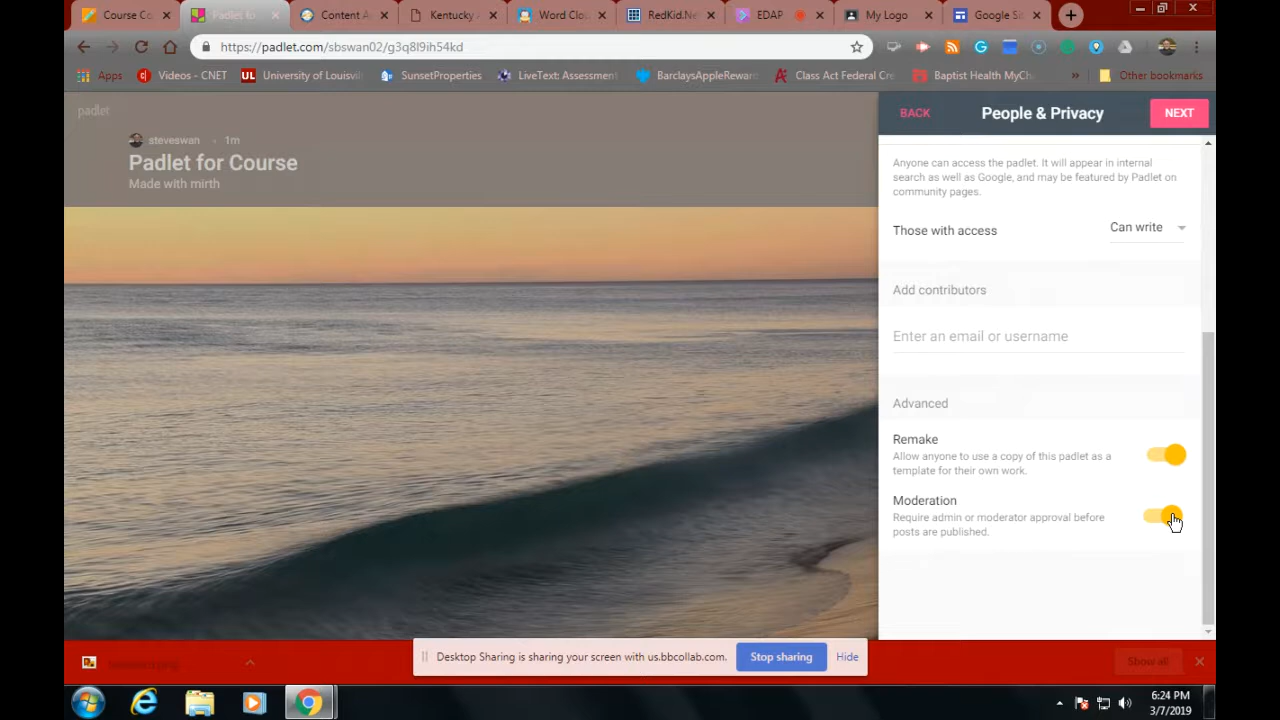 Course Co
Padlet fo
Content A
Kentucky A
Word Clo
RedKid.Ne
EDAP
My Logo
Google Si
https://padlet.com/sbswan02/g3q8l9ih54kd
Apps
Videos - CNET
University of Louisvil
SunsetProperties
LiveText: Assessment
BarclaysAppleRewar
Class Act Federal Cre
Baptist Health MyCh
»
Other bookmarks
padlet
steveswan · 1m
Padlet for Course
Made with mirth
BACK
People & Privacy
NEXT
Anyone can access the padlet. It will appear in internal
search as well as Google, and may be featured by Padlet on
community pages.
Those with access
Can write
Add contributors
Enter an email or username
Advanced
Remake
Allow anyone to use a copy of this padlet as a
template for their own work.
Moderation
Require admin or moderator approval before
posts are published.
Desktop Sharing is sharing your screen with us.bbcollab.com.
Stop sharing
Hide
Show all
6:24 PM
3/7/2019